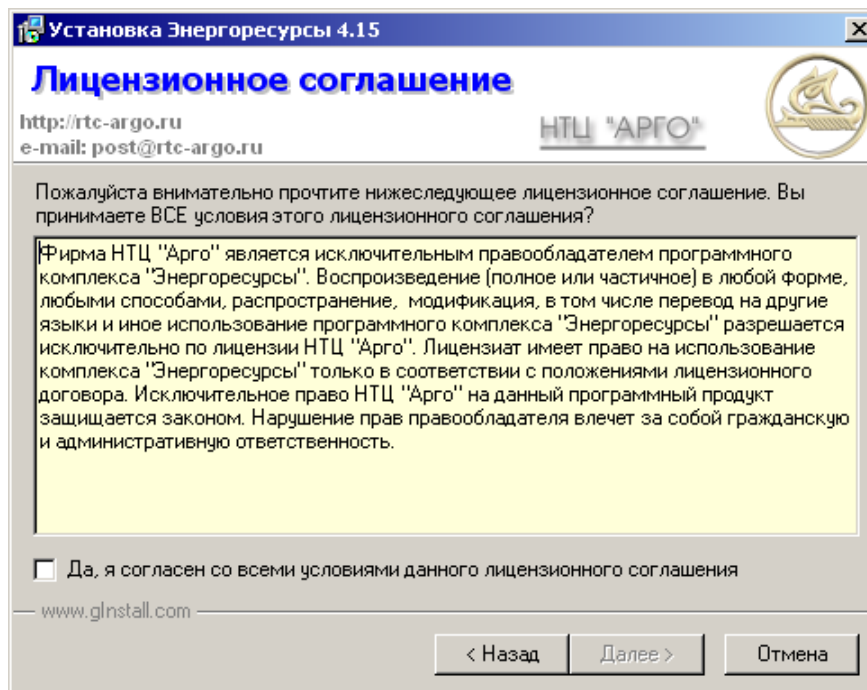 Установка Энергоресурсы 4.15
Лицензионное соглашение
http://rtc-argo.ru
e-mail: post@rtc-argo.ru
НТЦ "АРГО"
Пожалуйста внимательно прочтите нижеследующее лицензионное соглашение. Вы
принимаете ВСЕ условия этого лицензионного соглашения?
Фирма НТЦ "Арго" является исключительным правообладателем программного
комплекса "Энергоресурсы". Воспроизведение (полное или частичное) в любой форме,
любыми способами, распространение, модификация, в том числе перевод на другие
языки и иное использование программного комплекса "Энергоресурсы" разрешается
исключительно по лицензии НТЦ "Арго". Лицензиат имеет право на использование
комплекса "Энергоресурсы" только в соответствии с положениями лицензионного
договора. Исключительное право НТЦ "Арго" на данный программный продукт
защищается законом. Нарушение прав правообладателя влечет за собой гражданскую
и административную ответственность.
Да, я согласен со всеми условиями данного лицензионного соглашения
www.gInstall.com
< Назад
Далее >
Отмена